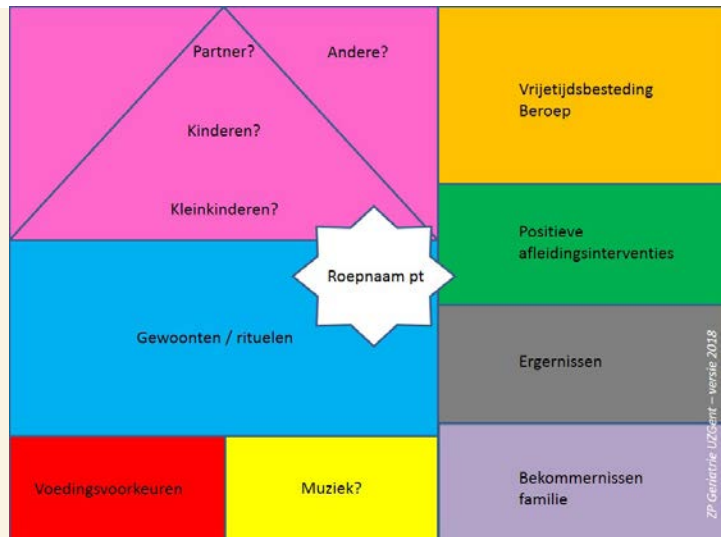 Partner?
Andere?
Kinderen?
Kleinkinderen?
Roepnaam pt
Gewoonten / rituelen
Voedingsvoorkeuren
Muziek?
Vrijetijdsbesteding
Beroep
Positieve
afleidingsinterventies
Ergernissen
Bekommernissen
familie
ZP Geriatrie UZGent – versie 2018